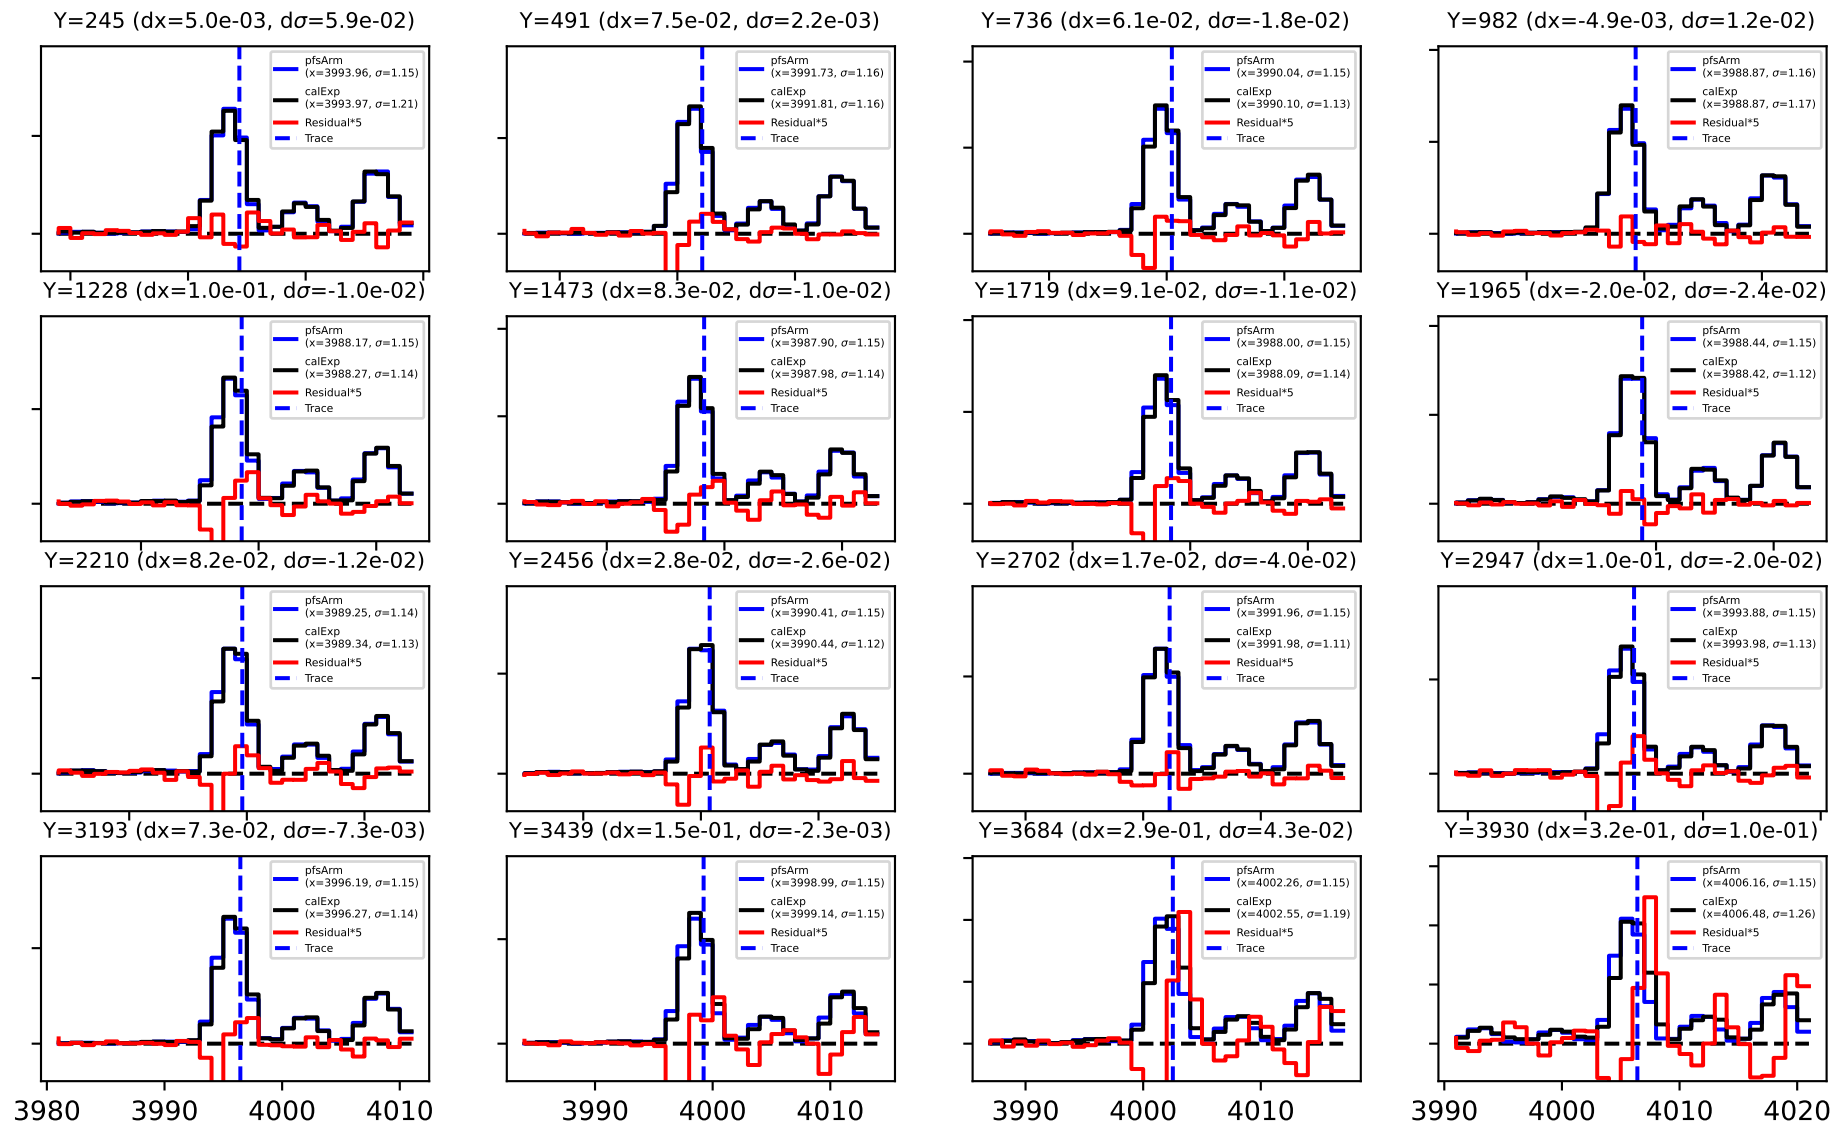 Y=245 (dx=5.0e-03, dσ=5.9e-02)
pfsArm
(x=3993.96, σ=1.15)
calExp
(x=3993.97, σ=1.21)
Residual*5
Trace
Y=491 (dx=7.5e-02, dσ=2.2e-03)
pfsArm
(x=3991.73, σ=1.16)
calExp
(x=3991.81, σ=1.16)
Residual*5
Trace
Y=736 (dx=6.1e-02, dσ=-1.8e-02)
pfsArm
(x=3990.04, σ=1.15)
calExp
(x=3990.10, σ=1.13)
Residual*5
Trace
Y=982 (dx=-4.9e-03, dσ=1.2e-02)
pfsArm
(x=3988.87, σ=1.16)
calExp
(x=3988.87, σ=1.17)
Residual*5
Trace
Y=1228 (dx=1.0e-01, dσ=-1.0e-02)
pfsArm
(x=3988.17, σ=1.15)
calExp
(x=3988.27, σ=1.14)
Residual*5
Trace
Y=1473 (dx=8.3e-02, dσ=-1.0e-02)
pfsArm
(x=3987.90, σ=1.15)
calExp
(x=3987.98, σ=1.14)
Residual*5
Trace
Y=1719 (dx=9.1e-02, dσ=-1.1e-02)
pfsArm
(x=3988.00, σ=1.15)
calExp
(x=3988.09, σ=1.14)
Residual*5
Trace
Y=1965 (dx=-2.0e-02, dσ=-2.4e-02)
pfsArm
(x=3988.44, σ=1.15)
calExp
(x=3988.42, σ=1.12)
Residual*5
Trace
Y=2210 (dx=8.2e-02, dσ=-1.2e-02)
pfsArm
(x=3989.25, σ=1.14)
calExp
(x=3989.34, σ=1.13)
Residual*5
Trace
Y=2456 (dx=2.8e-02, dσ=-2.6e-02)
pfsArm
(x=3990.41, σ=1.15)
calExp
(x=3990.44, σ=1.12)
Residual*5
Trace
Y=2702 (dx=1.7e-02, dσ=-4.0e-02)
pfsArm
(x=3991.96, σ=1.15)
calExp
(x=3991.98, σ=1.11)
Residual*5
Trace
Y=2947 (dx=1.0e-01, dσ=-2.0e-02)
pfsArm
(x=3993.88, σ=1.15)
calExp
(x=3993.98, σ=1.13)
Residual*5
Trace
Y=3193 (dx=7.3e-02, dσ=-7.3e-03)
pfsArm
(x=3996.19, σ=1.15)
calExp
(x=3996.27, σ=1.14)
Residual*5
Trace
3980 3990 4000 4010
Y=3439 (dx=1.5e-01, dσ=-2.3e-03)
pfsArm
(x=3998.99, σ=1.15)
calExp
(x=3999.14, σ=1.15)
Residual*5
Trace
3990 4000 4010
Y=3684 (dx=2.9e-01, dσ=4.3e-02)
pfsArm
(x=4002.26, σ=1.15)
calExp
(x=4002.55, σ=1.19)
Residual*5
Trace
3990 4000 4010
Y=3930 (dx=3.2e-01, dσ=1.0e-01)
pfsArm
(x=4006.16, σ=1.15)
calExp
(x=4006.48, σ=1.26)
Residual*5
Trace
3990 4000 4010 4020